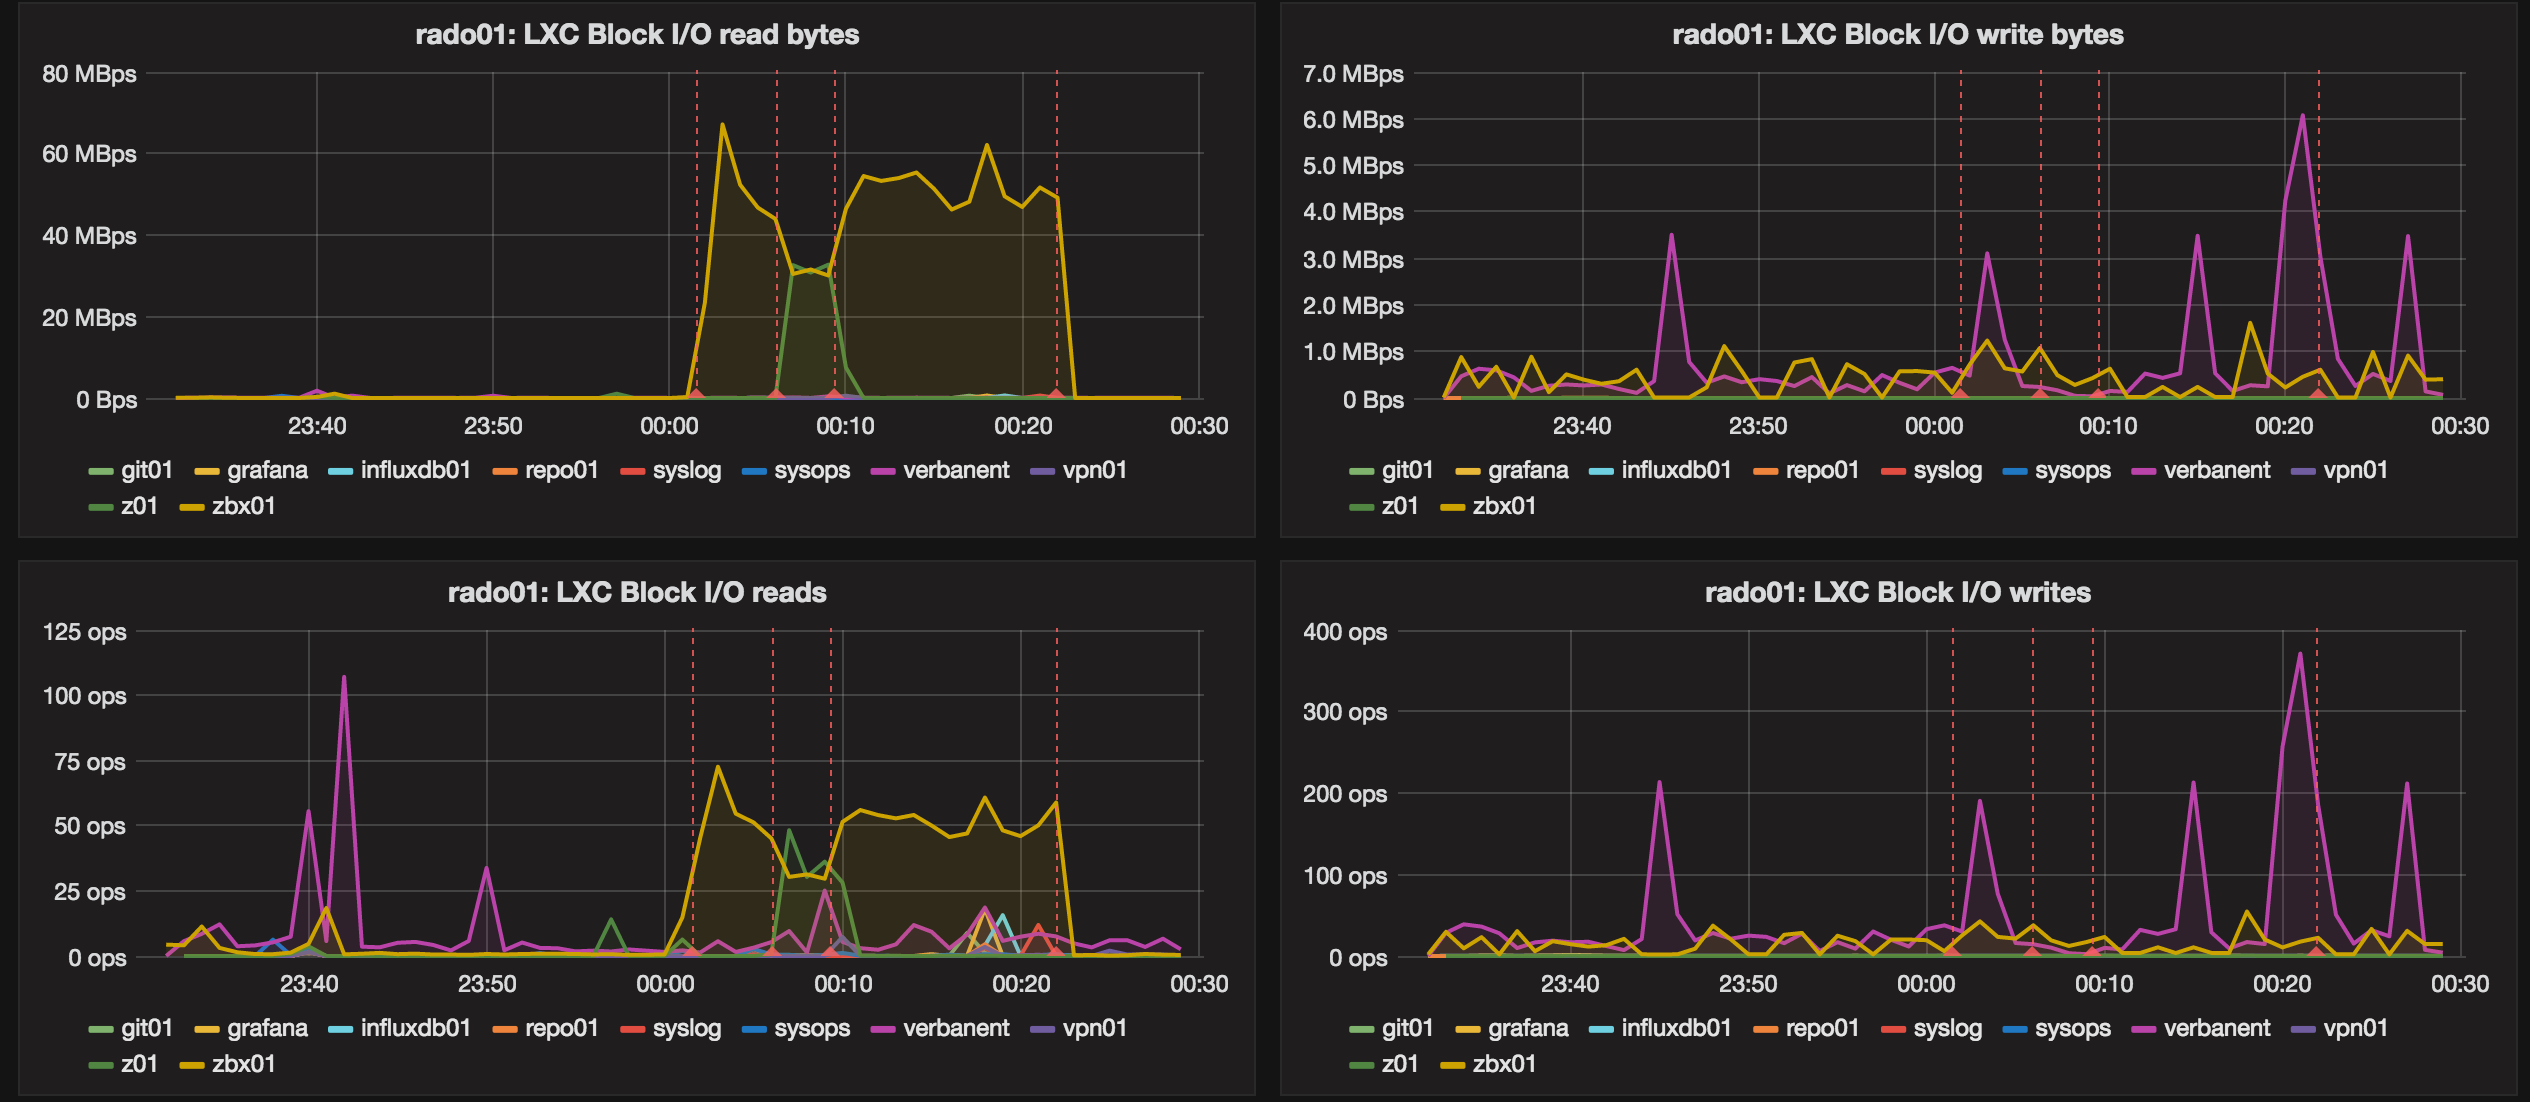 rado01: LXC Block I/O read bytes
80 MBps
60 MBps
40 MBps
20 MBps
0 Bps
23:40 23:50 00:00 00:10 00:20 00:30
git01 grafana influxdb01 repo01 syslog sysops verbanent vpn01
z01 zbx01
rado01: LXC Block I/O write bytes
7.0 MBps
6.0 MBps
5.0 MBps
4.0 MBps
3.0 MBps
2.0 MBps
1.0 MBps
0 Bps
23:40 23:50 00:00 00:10 00:20 00:30
git01 grafana influxdb01 repo01 syslog sysops verbanent vpn01
z01 zbx01
rado01: LXC Block I/O reads
125 ops
100 ops
75 ops
50 ops
25 ops
0 ops
23:40 23:50 00:00 00:10 00:20 00:30
git01 grafana influxdb01 repo01 syslog sysops verbanent vpn01
z01 zbx01
rado01: LXC Block I/O writes
400 ops
300 ops
200 ops
100 ops
0 ops
23:40 23:50 00:00 00:10 00:20 00:30
git01 grafana influxdb01 repo01 syslog sysops verbanent vpn01
z01 zbx01